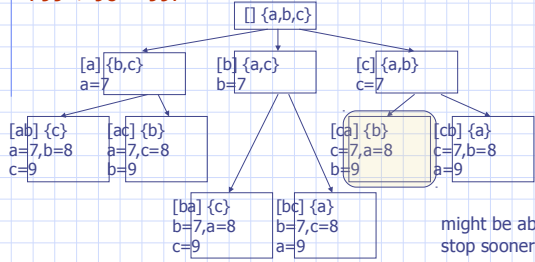 [] {a,b,c}
[a] {b,c}
a=7
[b] {a,c}
b=7
[c] {a,b}
c=7
[ab] {c}
a=7,b=8
c=9
[ac] {b}
a=7,c=8
b=9
[ca] {b}
c=7,a=8
b=9
[cb] {a}
c=7,b=8
a=9
[ba] {c}
b=7,a=8
c=9
[bc] {a}
b=7,c=8
a=9
might be
stop sooner